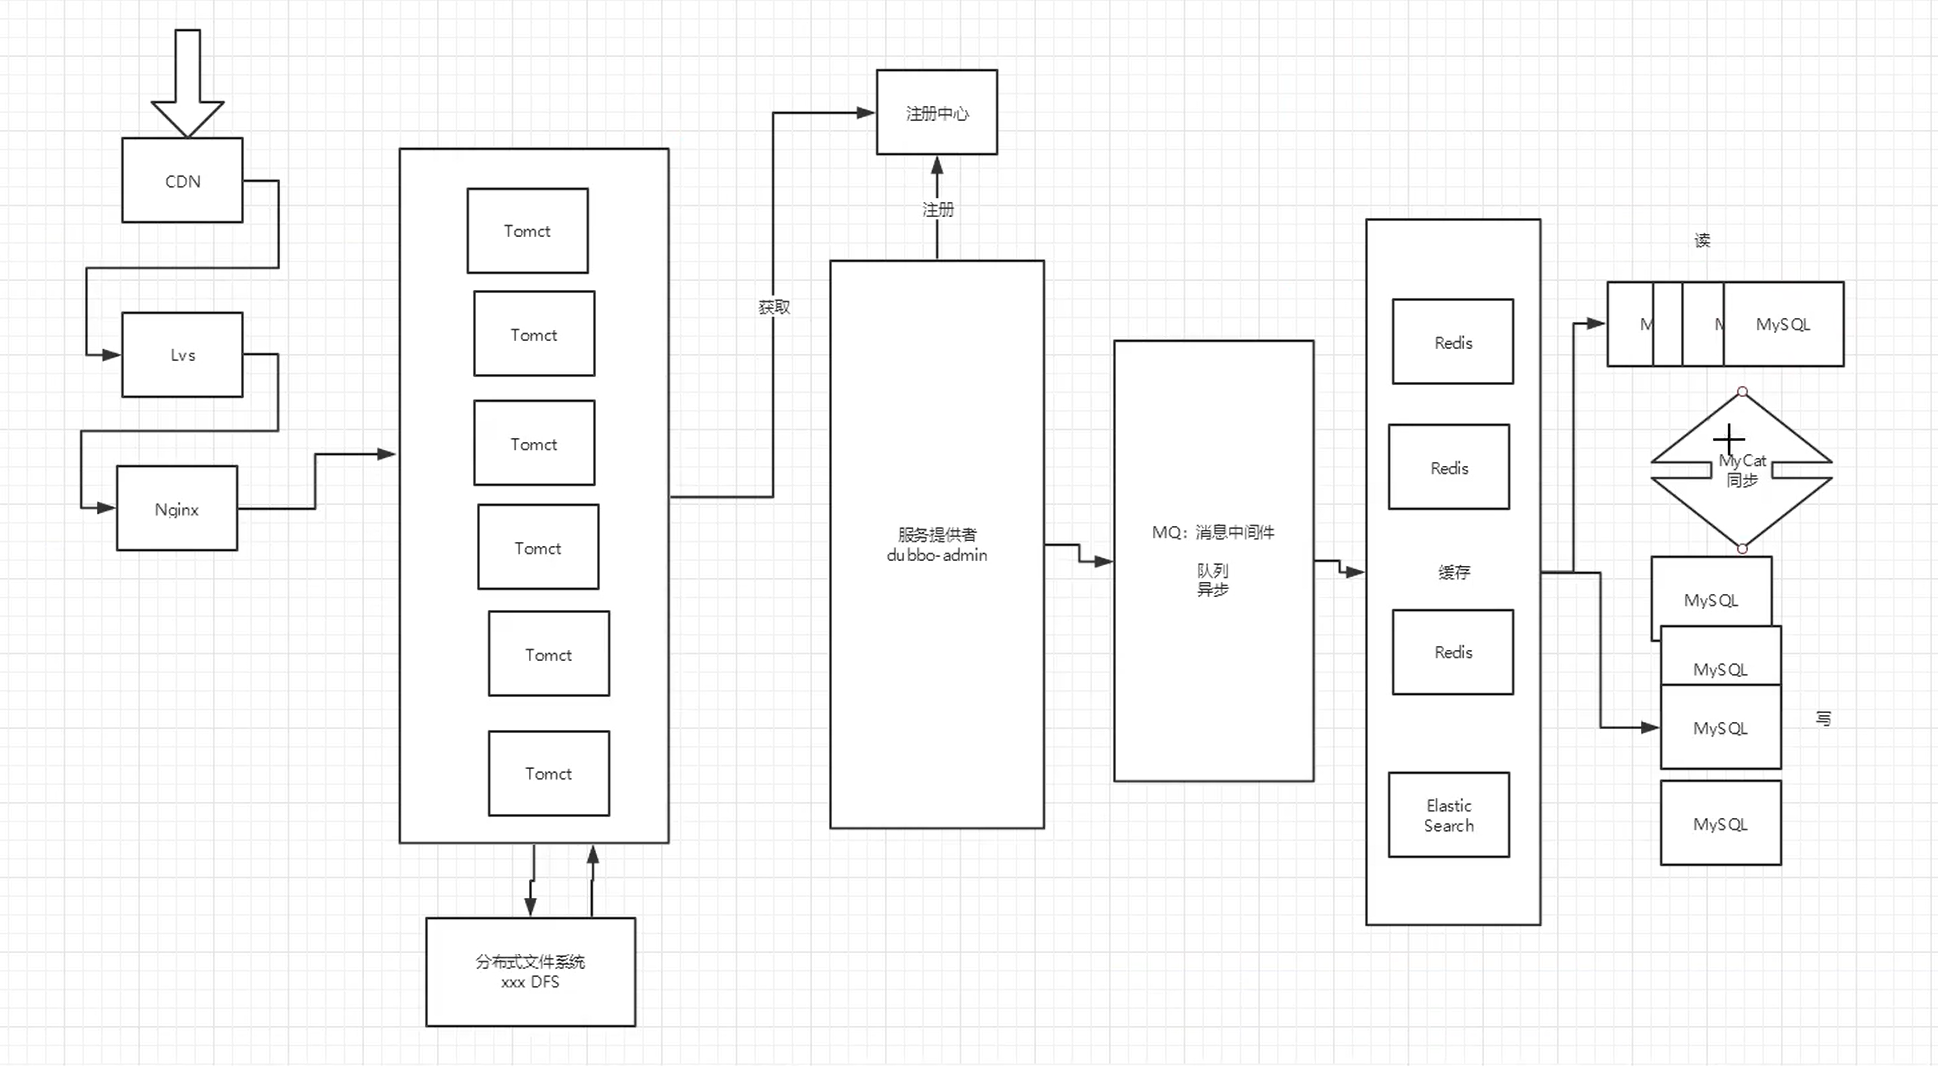 CDN
Lvs
Nginx
Tomct
Tomct
Tomct
Tomct
Tomct
Tomct
分布式文件系统
xxx DFS
获取
注册中心
注册
服务提供者
dubbo-admin
MQ：消息中间件
队列
异步
Redis
Redis
缓存
Redis
Elastic
Search
读
M
MySQL
MyCat
同步
MySQL
MySQL
MySQL
写
MySQL